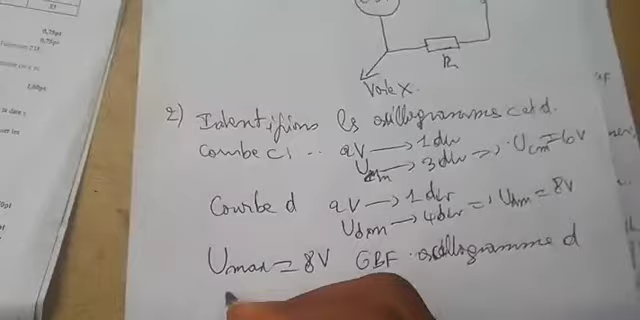 R
Voie X.
2) Identifions les oscillogrammes c et d.
Courbe c: 2V → 1 div
Ucm → 3 div => Ucm = 6V
Courbe d 2V → 1 div
Udm → 4 div => Udm = 8V
Umax = 8V GBF oscillogramme d